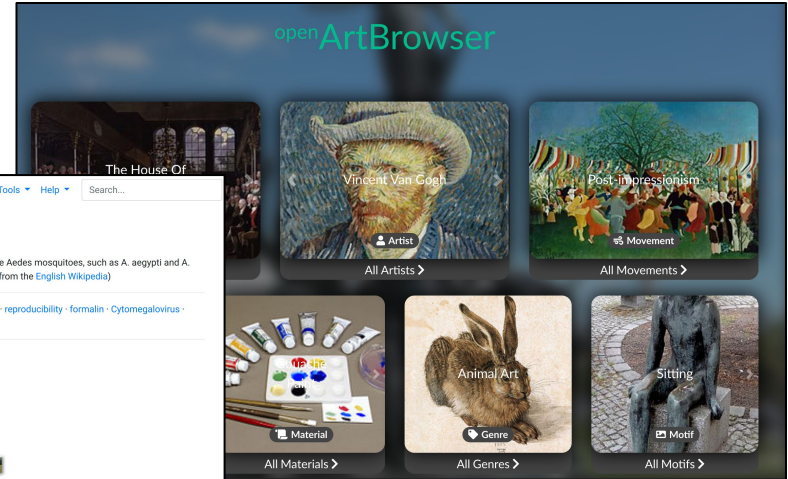 openArtBrowser
The House Of
Vincent Van Gogh
Post-impressionism
Artist
Movement
All Artists
All Movements
Tools Help Search...
e Aedes mosquitoes, such as A. aegypti and A.
from the English Wikipedia)
· reproducibility · formalin · Cytomegalovirus ·
Animal Art
Sitting
Material
Genre
Motif
All Materials
All Genres
All Motifs